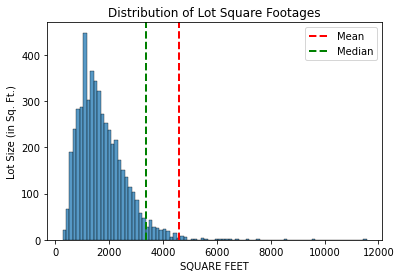 Distribution of Lot Square Footages
Mean
Median
Lot Size (in Sq. Ft.)
400
300
200
100
0
0 2000 4000 6000 8000 10000 12000
SQUARE FEET